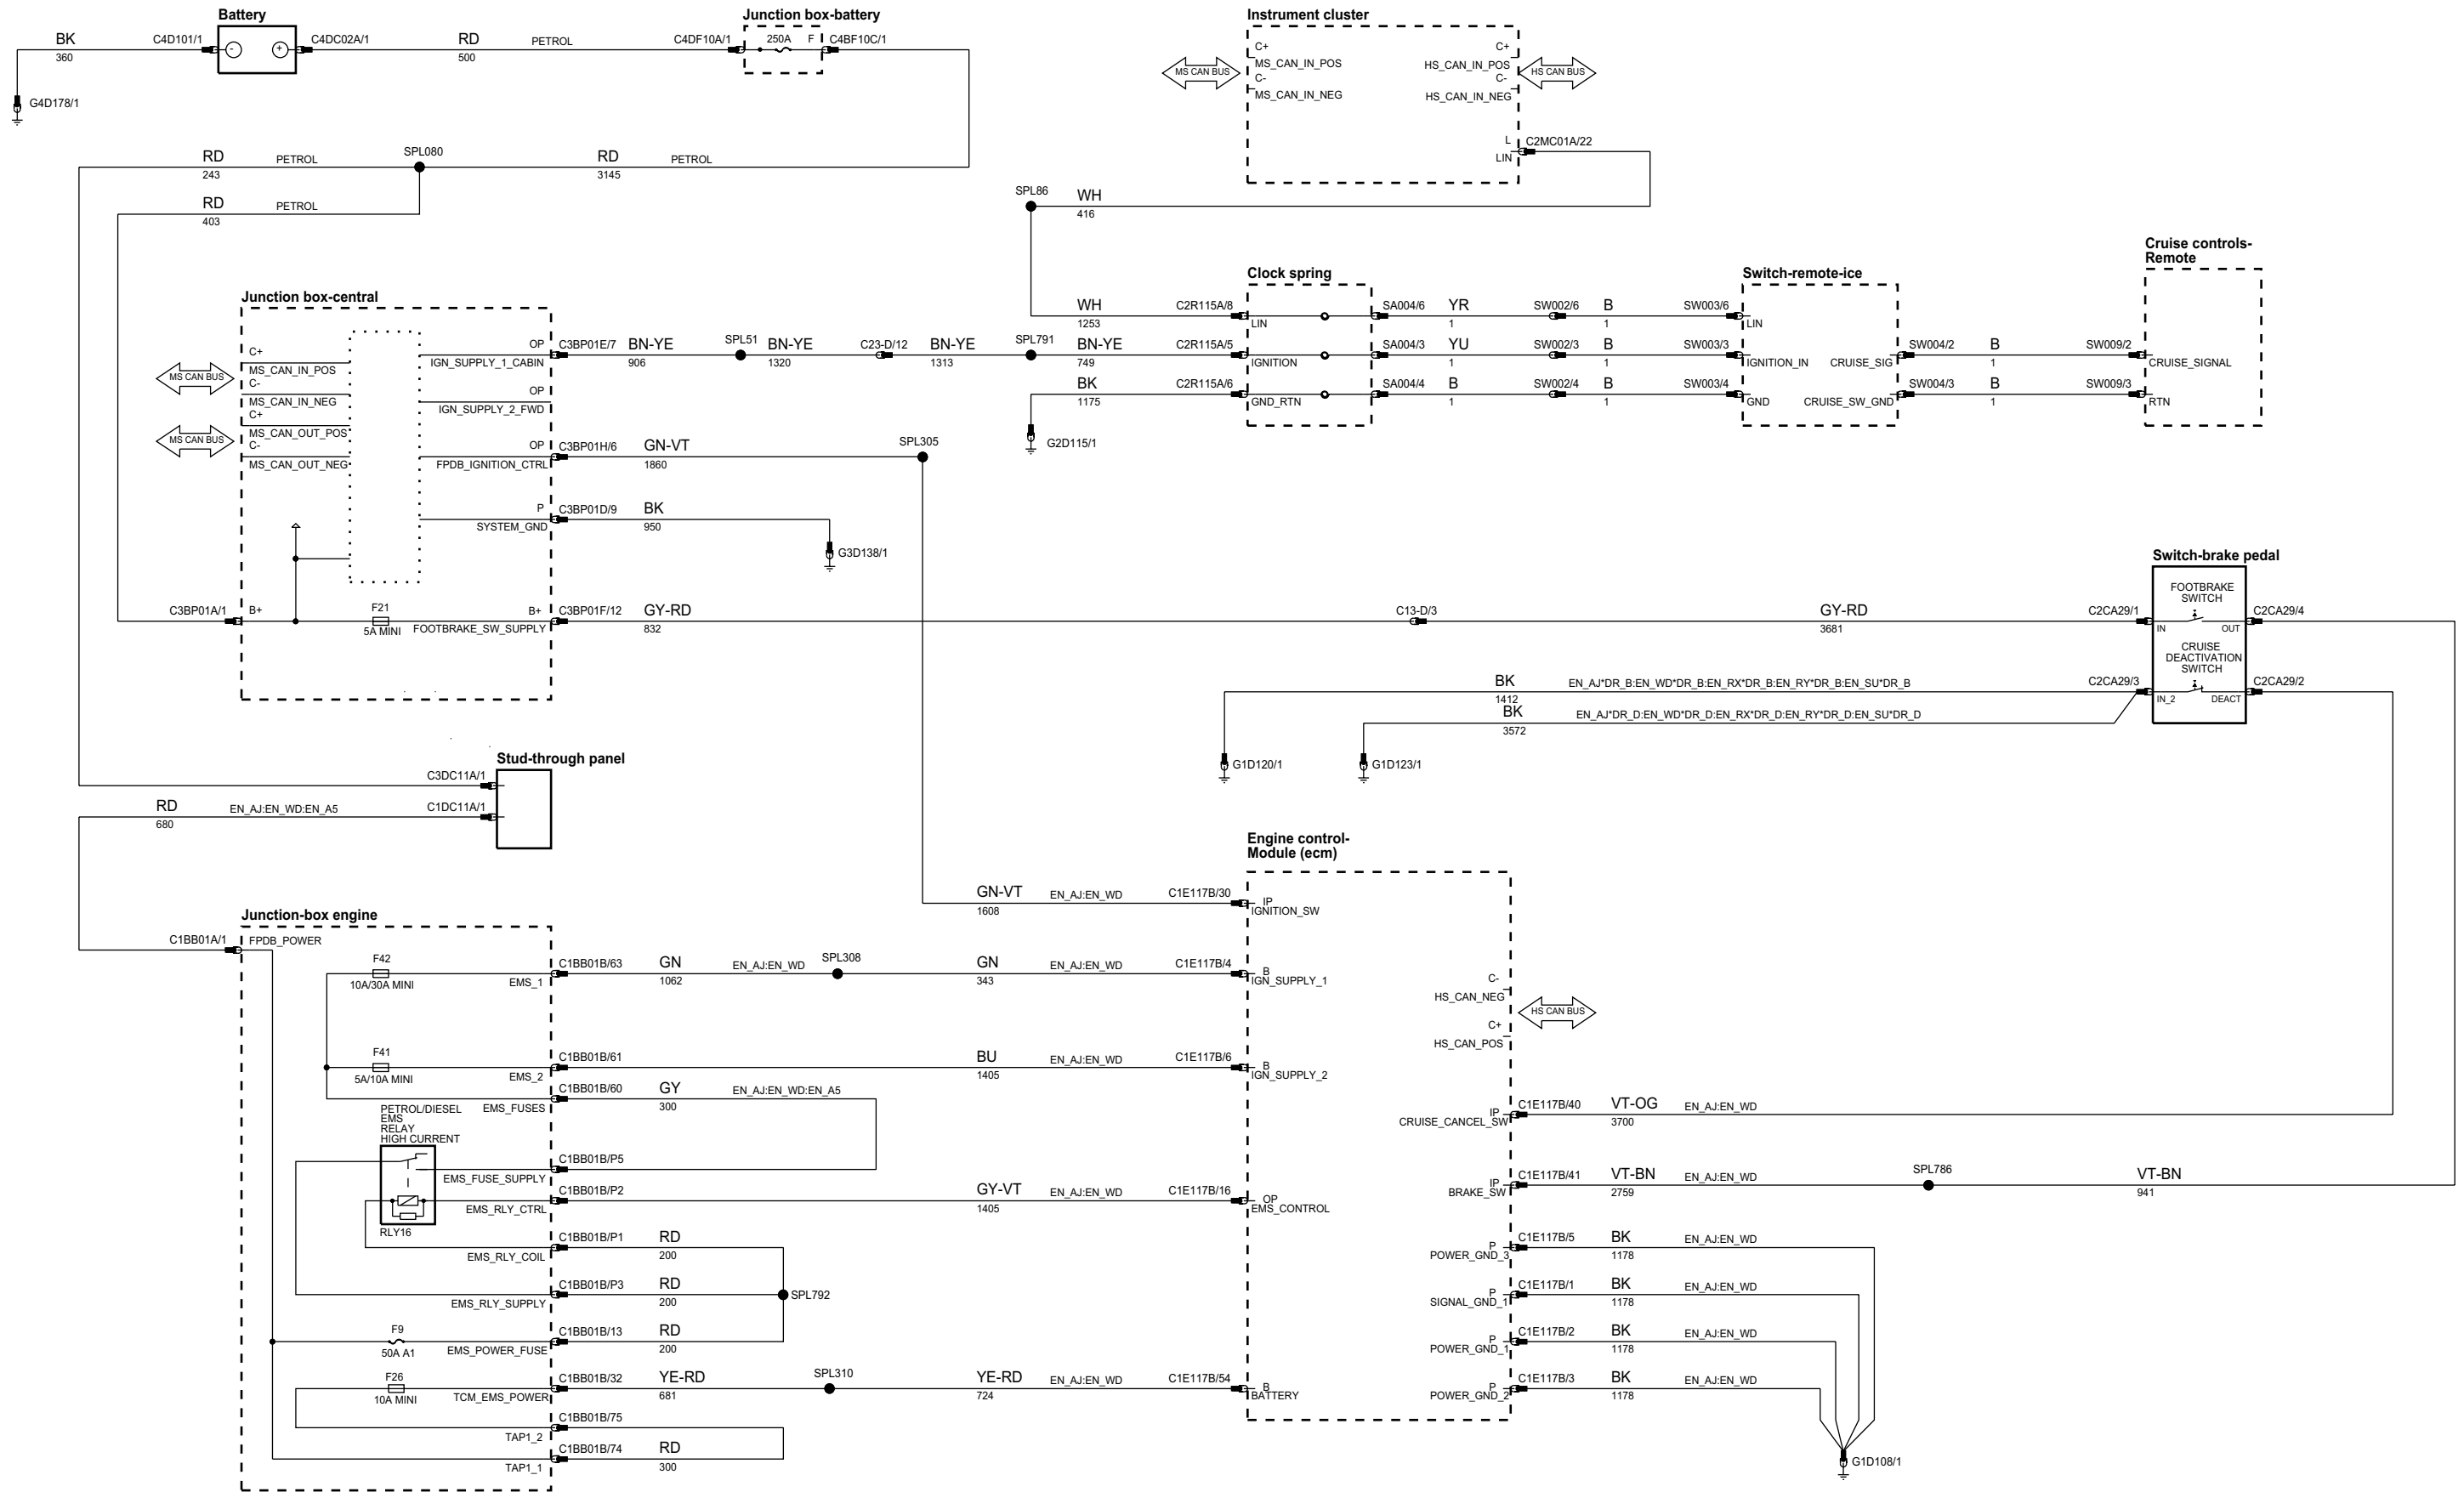 Battery
BK
360
C4D101/1
-
+
C4DC02A/1
RD
500
PETROL
G4D178/1
Junction box-battery
C4DF10A/1
250A
F
C4BF10C/1
RD
243
PETROL
SPL080
RD
3145
PETROL
RD
403
PETROL
Instrument cluster
MS CAN BUS
C+
MS_CAN_IN_POS
C-
MS_CAN_IN_NEG
C+
HS_CAN_IN_POS
C-
HS_CAN_IN_NEG
HS CAN BUS
L
LIN
C2MC01A/22
SPL86
WH
416
Junction box-central
MS CAN BUS
C+
MS_CAN_IN_POS
C-
MS_CAN_IN_NEG
MS CAN BUS
C+
MS_CAN_OUT_POS
C-
MS_CAN_OUT_NEG
OP
IGN_SUPPLY_1_CABIN
C3BP01E/7
BN-YE
906
SPL51
BN-YE
1320
C23-D/12
BN-YE
1313
SPL791
BN-YE
749
C2R115A/5
OP
IGN_SUPPLY_2_FWD
OP
FPDB_IGNITION_CTRL
C3BP01H/6
GN-VT
1860
SPL305
P
SYSTEM_GND
C3BP01D/9
BK
950
G3D138/1
C3BP01A/1
B+
F21
5A MINI
B+
FOOTBRAKE_SW_SUPPLY
C3BP01F/12
GY-RD
832
C13-D/3
GY-RD
3681
C2CA29/1
WH
1253
C2R115A/8
BK
1175
C2R115A/6
G2D115/1
Clock spring
LIN
IGNITION
GND_RTN
SA004/6
YR
1
SW002/6
B
1
SW003/6
SA004/3
YU
1
SW002/3
B
1
SW003/3
SA004/4
B
1
SW002/4
B
1
SW003/4
Switch-remote-ice
LIN
IGNITION_IN
GND
CRUISE_SIG
CRUISE_SW_GND
SW004/2
B
1
SW009/2
SW004/3
B
1
SW009/3
Cruise controls-
Remote
CRUISE_SIGNAL
RTN
Switch-brake pedal
FOOTBRAKE
SWITCH
IN
OUT
C2CA29/4
CRUISE
DEACTIVATION
SWITCH
IN_2
DEACT
C2CA29/2
BK
1412
EN_AJ*DR_B:EN_WD*DR_B:EN_RX*DR_B:EN_RY*DR_B:EN_SU*DR_B
C2CA29/3
BK
3572
EN_AJ*DR_D:EN_WD*DR_D:EN_RX*DR_D:EN_RY*DR_D:EN_SU*DR_D
G1D120/1
G1D123/1
Stud-through panel
C3DC11A/1
RD
680
EN_AJ:EN_WD:EN_A5
C1DC11A/1
Junction-box engine
C1BB01A/1
FPDB_POWER
F42
10A/30A MINI
EMS_1
C1BB01B/63
GN
1062
EN_AJ:EN_WD
SPL308
GN
343
EN_AJ:EN_WD
C1E117B/4
F41
5A/10A MINI
EMS_2
C1BB01B/61
BU
1405
EN_AJ:EN_WD
C1E117B/6
EMS_FUSES
C1BB01B/60
GY
300
EN_AJ:EN_WD:EN_A5
PETROL/DIESEL
EMS
RELAY
HIGH CURRENT
RLY16
EMS_FUSE_SUPPLY
C1BB01B/P5
EMS_RLY_CTRL
C1BB01B/P2
GY-VT
1405
EN_AJ:EN_WD
C1E117B/16
EMS_RLY_COIL
C1BB01B/P1
RD
200
EMS_RLY_SUPPLY
C1BB01B/P3
RD
200
SPL792
F9
50A A1
EMS_POWER_FUSE
C1BB01B/13
RD
200
F26
10A MINI
TCM_EMS_POWER
C1BB01B/32
YE-RD
681
SPL310
YE-RD
724
EN_AJ:EN_WD
C1E117B/54
TAP1_2
C1BB01B/75
TAP1_1
C1BB01B/74
RD
300
Engine control-
Module (ecm)
GN-VT
1608
EN_AJ:EN_WD
C1E117B/30
IP
IGNITION_SW
B
IGN_SUPPLY_1
B
IGN_SUPPLY_2
OP
EMS_CONTROL
B
BATTERY
C-
HS_CAN_NEG
C+
HS_CAN_POS
HS CAN BUS
IP
CRUISE_CANCEL_SW
C1E117B/40
VT-OG
3700
EN_AJ:EN_WD
IP
BRAKE_SW
C1E117B/41
VT-BN
2759
EN_AJ:EN_WD
SPL786
VT-BN
941
P
POWER_GND_3
C1E117B/5
BK
1178
EN_AJ:EN_WD
P
SIGNAL_GND_1
C1E117B/1
BK
1178
EN_AJ:EN_WD
P
POWER_GND_1
C1E117B/2
BK
1178
EN_AJ:EN_WD
P
POWER_GND_2
C1E117B/3
BK
1178
EN_AJ:EN_WD
G1D108/1